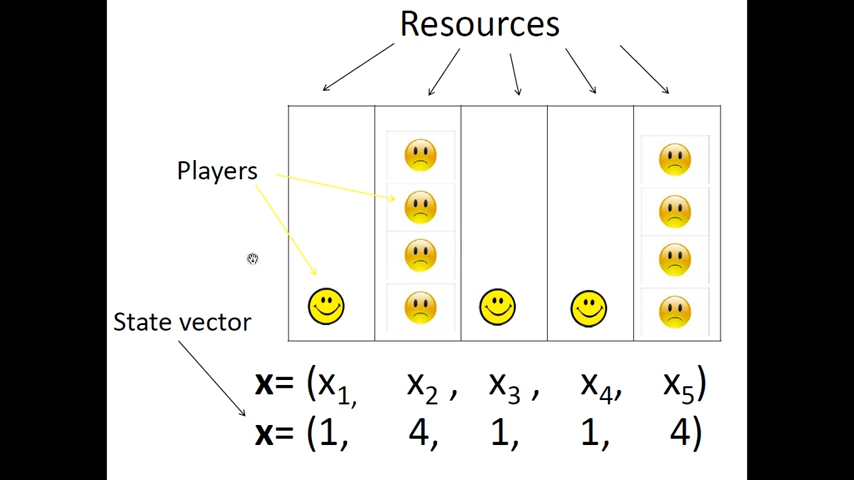 Resources
Players
State vector
x= (x1, x2 , x3 , x4, x5)
x= (1, 4, 1, 1, 4)